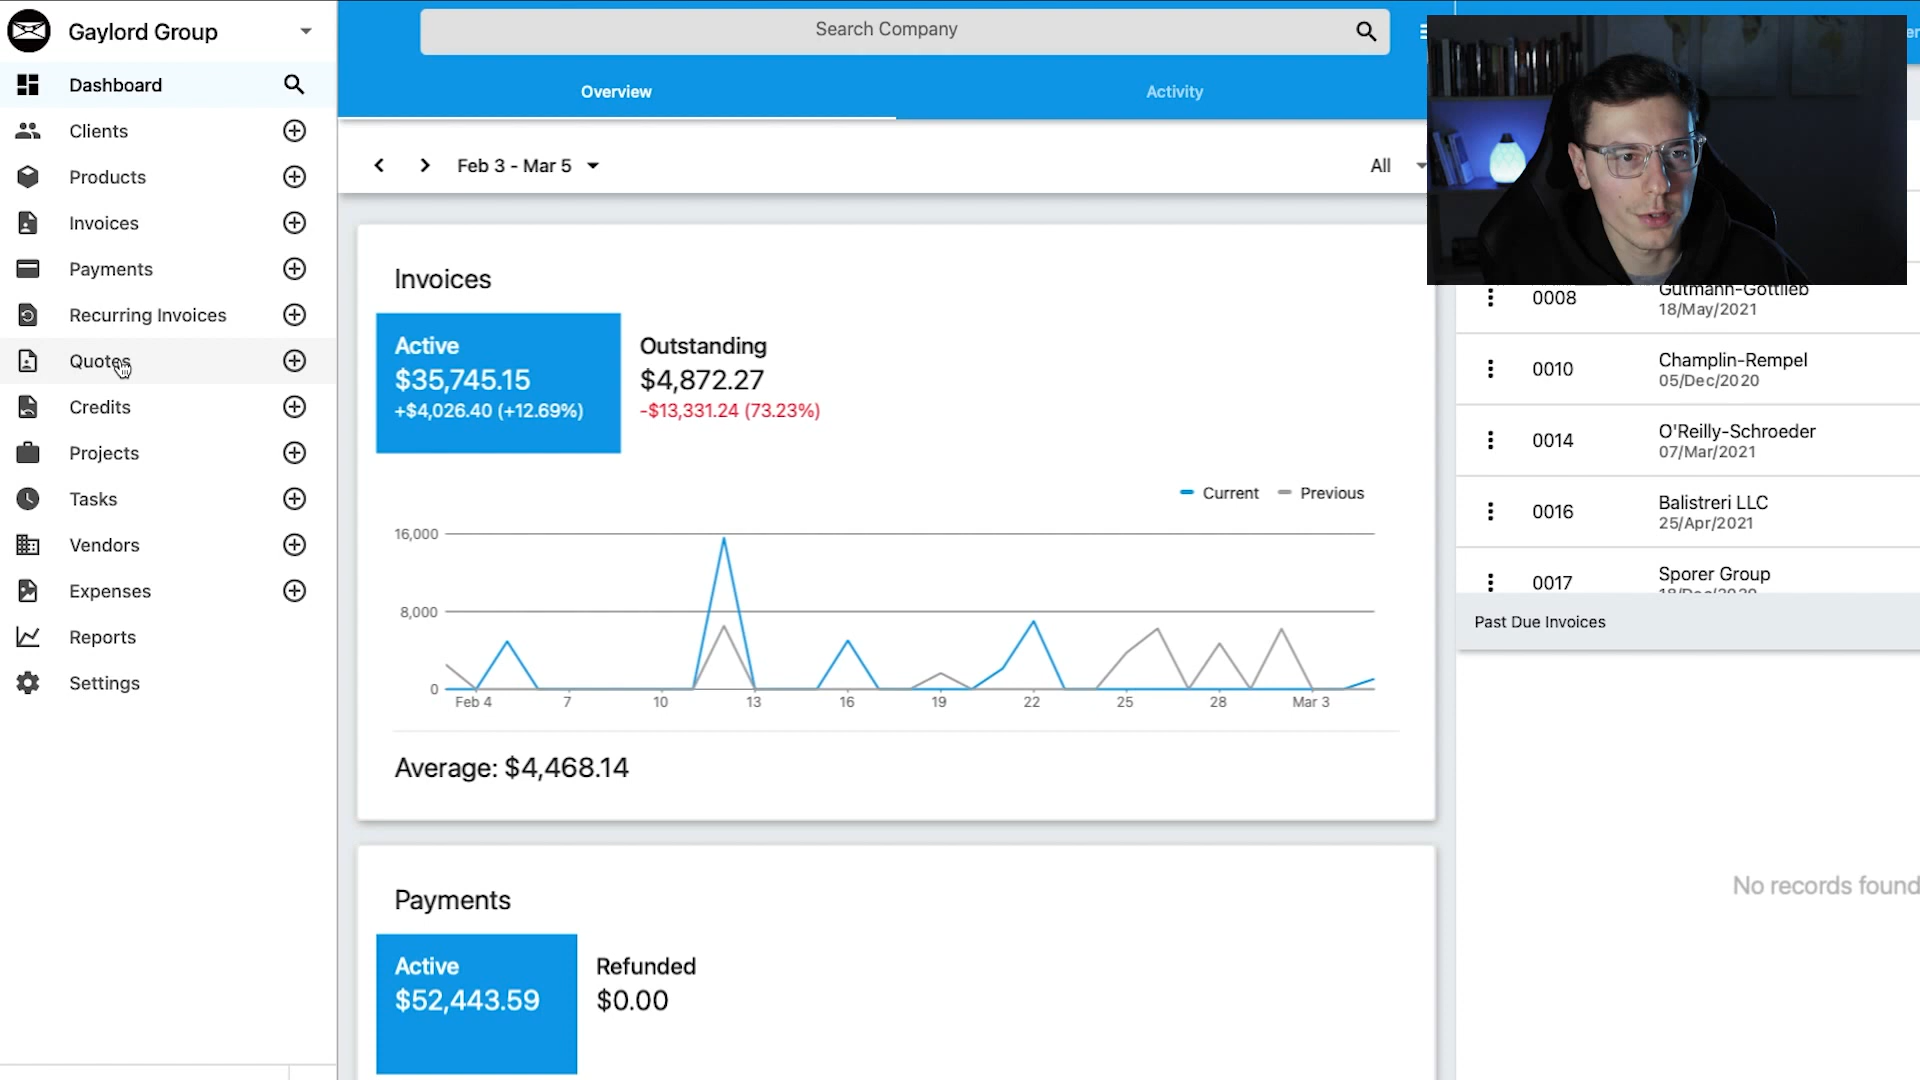 Gaylord Group
Dashboard
Clients
Products
Invoices
Payments
Recurring Invoices
Quotes
Credits
Projects
Tasks
Vendors
Expenses
Reports
Settings
Search Company
Overview
Activity
Feb 3 - Mar 5
All
Invoices
Active
$35,745.15
+$4,026.40 (+12.69%)
Outstanding
$4,872.27
-$13,331.24 (73.23%)
Current
Previous
16,000
8,000
0
Feb 4 7 10 13 16 19 22 25 28 Mar 3
Average: $4,468.14
Payments
Active
$52,443.59
Refunded
$0.00
0008 Gutmann-Gottlieb
18/May/2021
0010 Champlin-Rempel
05/Dec/2020
0014 O'Reilly-Schroeder
07/Mar/2021
0016 Balistreri LLC
25/Apr/2021
0017 Sporer Group
Past Due Invoices
No records found